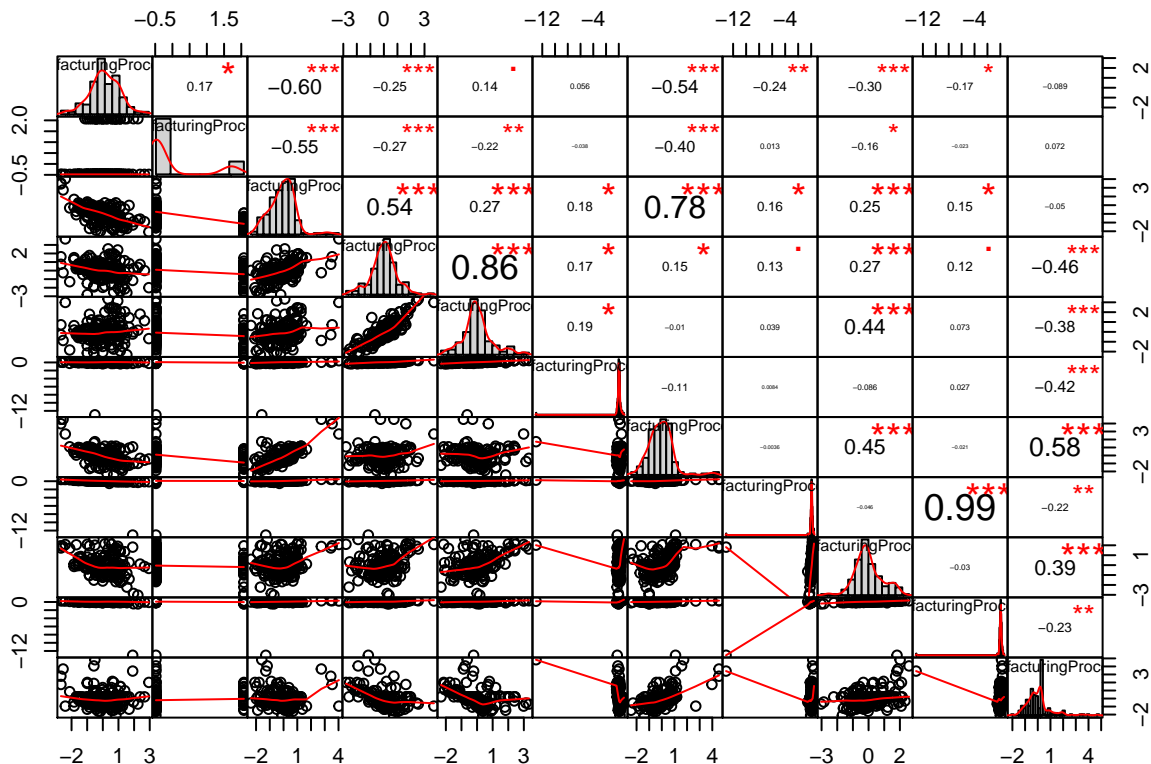 −0.5 1.5 −3 0 3 −12 −4 −12 −4 −12 −4
facturingProc 0.17 * −0.60 *** −0.25 *** 0.14 . 0.056 −0.54 *** −0.24 ** −0.30 *** −0.17 * −0.089 −2 2
−0.5 2.0 facturingProc −0.55 *** −0.27 *** −0.22 ** −0.038 −0.40 *** 0.013 −0.16 * −0.023 0.072
facturingProc 0.54 *** 0.27 *** 0.18 * 0.78 *** 0.16 * 0.25 *** 0.15 * −0.05 −2 3
−3 2 facturingProc 0.86 *** 0.17 * 0.15 * 0.13 . 0.27 *** 0.12 . −0.46 ***
facturingProc 0.19 * −0.01 0.039 0.44 *** 0.073 −0.38 *** −2 2
−12 0 facturingProc −0.11 0.0084 −0.086 0.027 −0.42 ***
facturingProc −0.0036 0.45 *** −0.021 0.58 *** −2 3
−12 0 facturingProc −0.046 0.99 *** −0.22 **
facturingProc −0.03 0.39 *** −3 1
−12 0 facturingProc −0.23 **
facturingProc −2 3
−2 1 3 −2 1 4 −2 1 3 −2 1 4 −3 0 2 −2 1 4